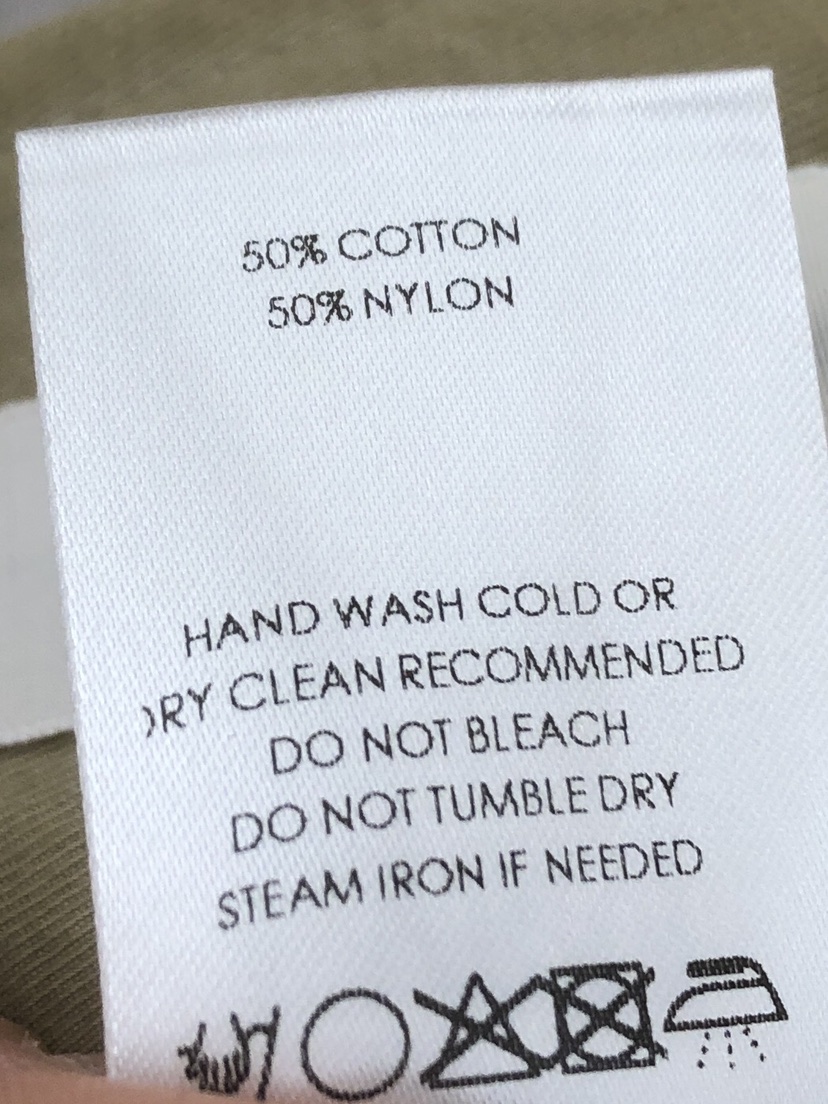 50% COTTON
50% NYLON
HAND WASH COLD OR
DRY CLEAN RECOMMENDED
DO NOT BLEACH
DO NOT TUMBLE DRY
STEAM IRON IF NEEDED